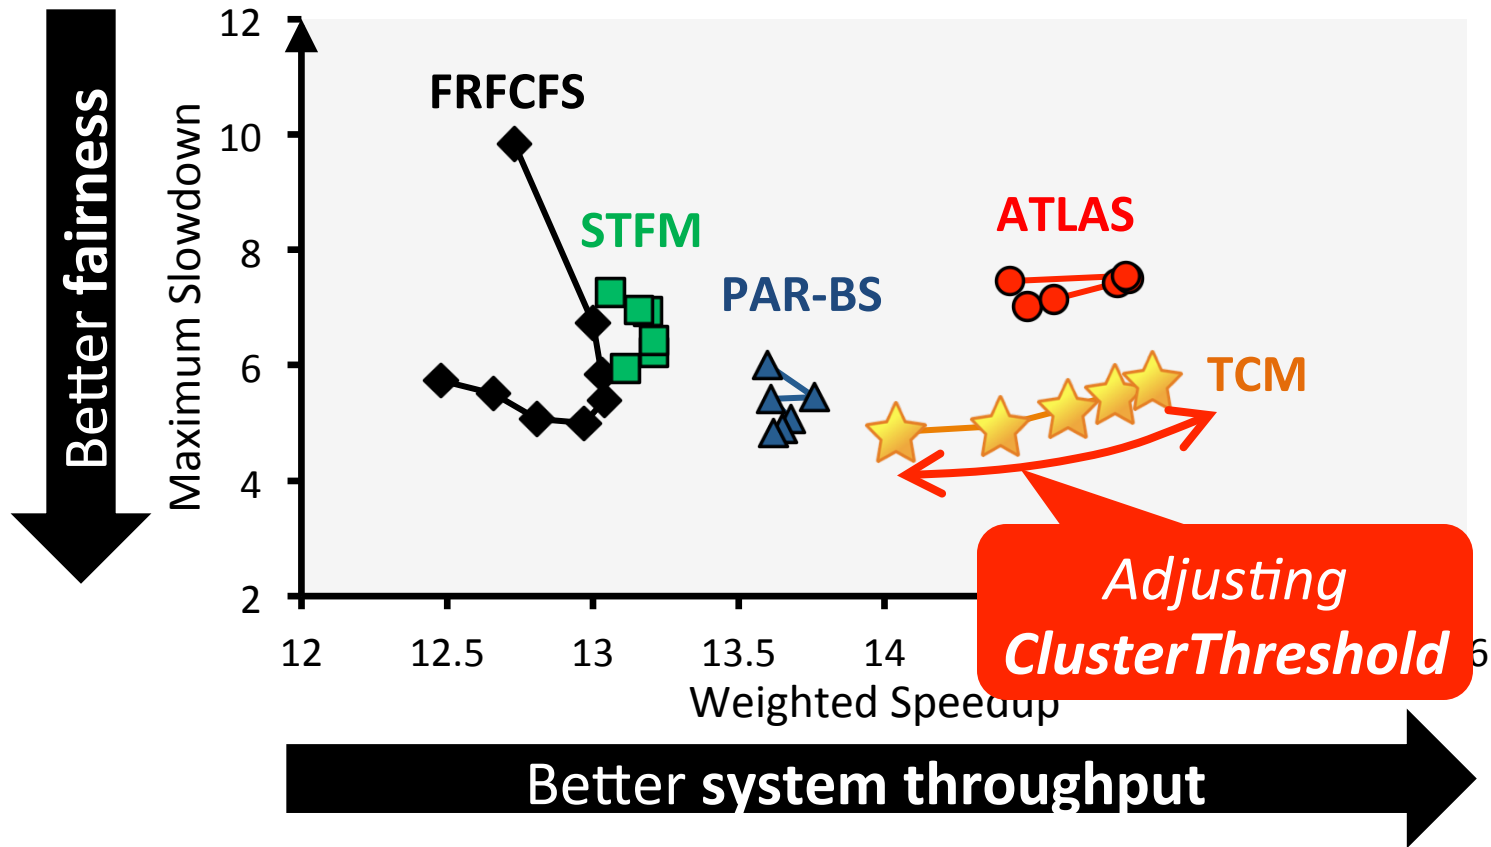 Better fairness
Maximum Slowdown
12
10
8
6
4
2
FRFCFS
STFM
PAR-BS
ATLAS
TCM
12
12.5
13
13.5
14
6
Adjusting
ClusterThreshold
Weighted Speedup
Better system throughput